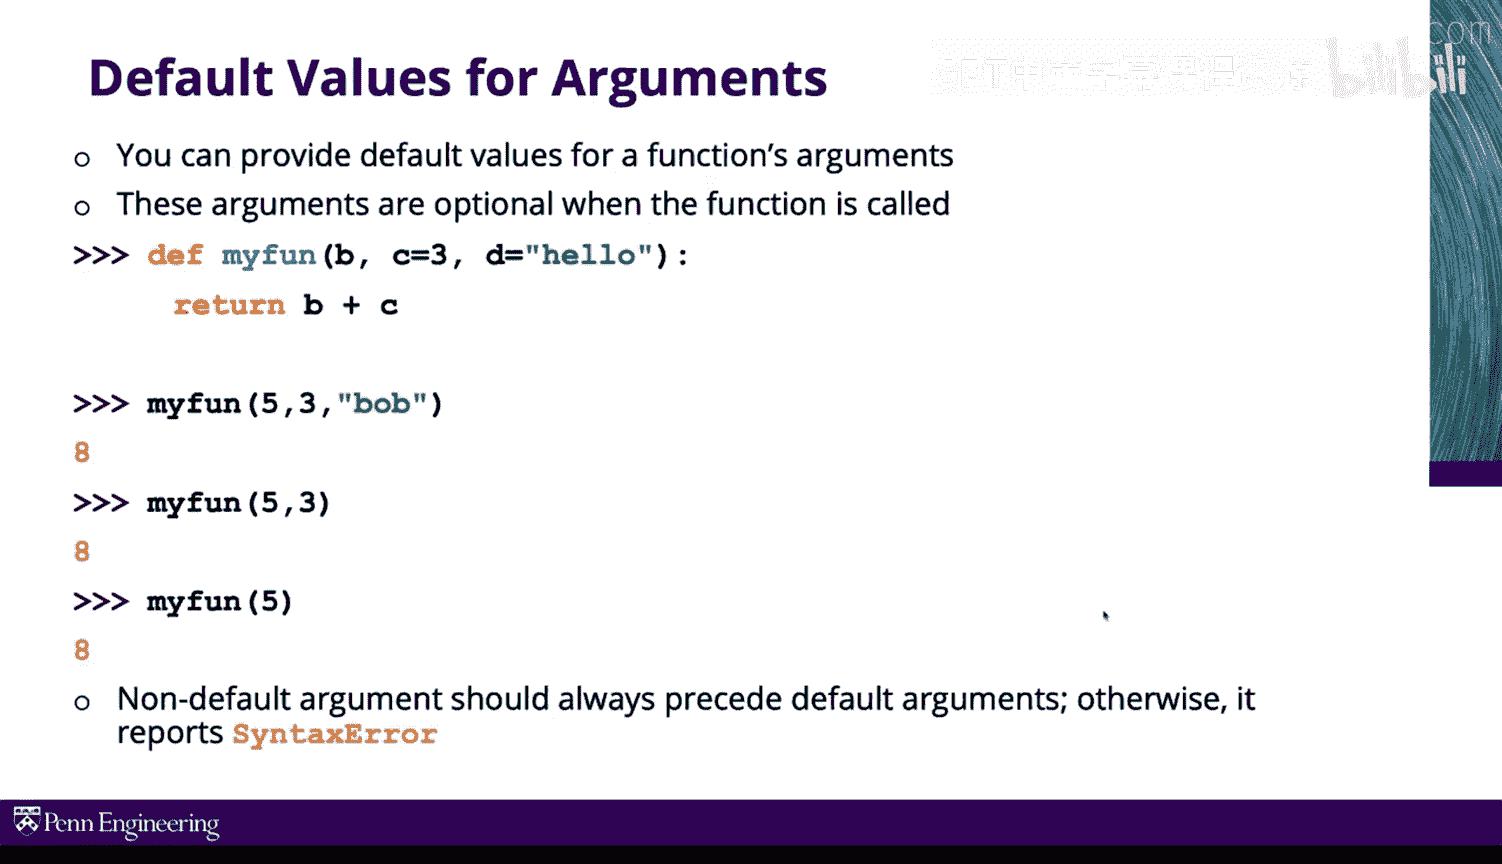 Default Values for Arguments
○ You can provide default values for a function’s arguments
○ These arguments are optional when the function is called
>>> def myfun(b, c=3, d="hello"):
return b + c
>>> myfun(5,3,"bob")
8
>>> myfun(5,3)
8
>>> myfun(5)
8
○ Non-default argument should always precede default arguments; otherwise, it
reports SyntaxError
Penn Engineering
.com
bilibili